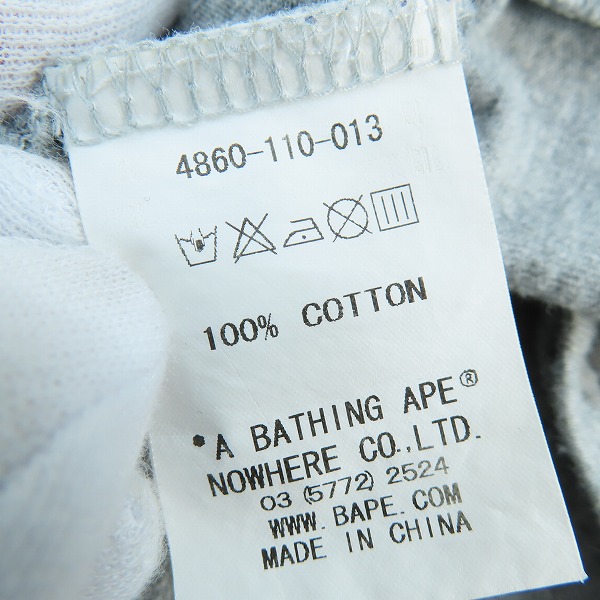 4860-110-013
100% COTTON
*A BATHING APE®
NOWHERE CO.,LTD.
03 (5772) 2524
WWW.BAPE.COM
MADE IN CHINA